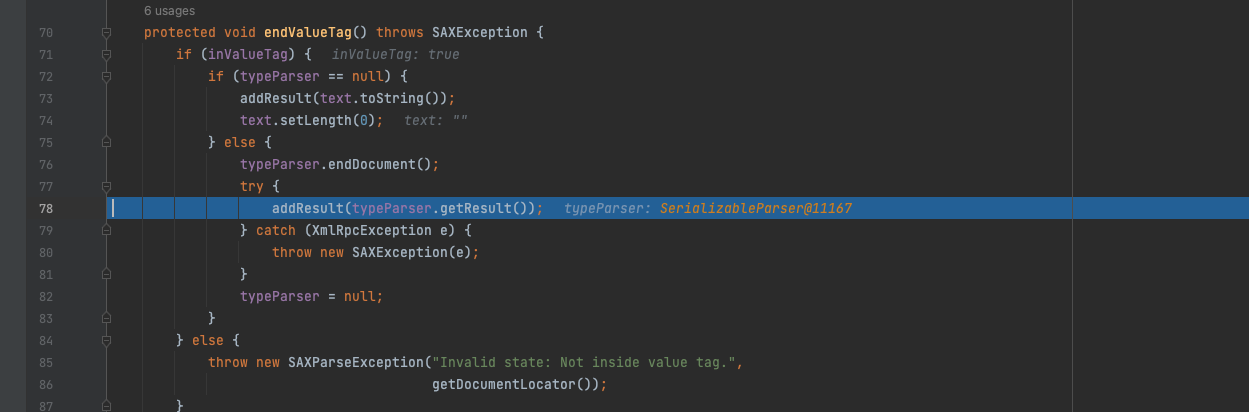 6 usages
70 protected void endValueTag() throws SAXException {
71 if (inValueTag) { inValueTag: true
72 if (typeParser == null) {
73 addResult(text.toString());
74 text.setLength(0); text: ""
75 } else {
76 typeParser.endDocument();
77 try {
78 addResult(typeParser.getResult()); typeParser: SerializableParser@11167
79 } catch (XmlRpcException e) {
80 throw new SAXException(e);
81 }
82 typeParser = null;
83 }
84 } else {
85 throw new SAXParseException("Invalid state: Not inside value tag.",
86 getDocumentLocator());
87 }